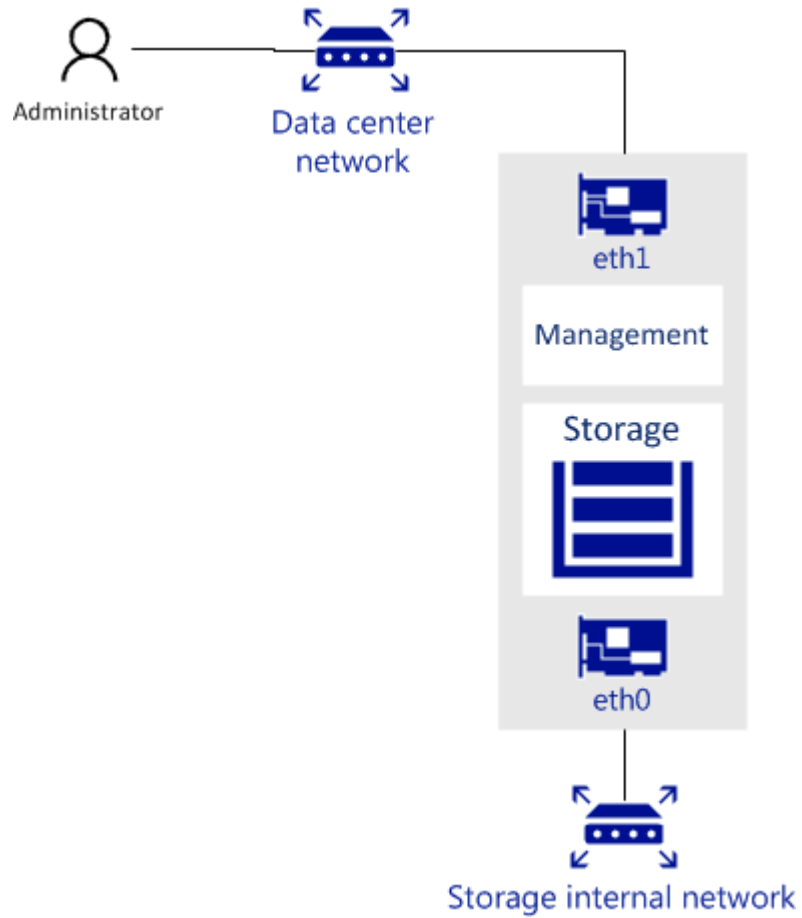 Administrator
Data center
network
eth1
Management
Storage
eth0
Storage internal network